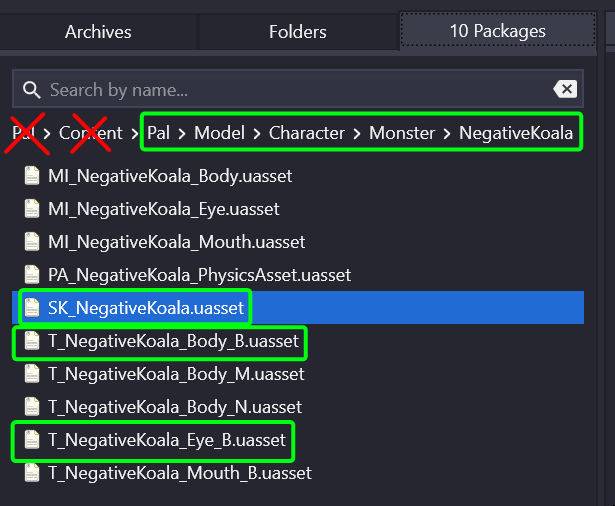 Archives Folders 10 Packages
Search by name...
Pal > Content > Pal > Model > Character > Monster > NegativeKoala
MI_NegativeKoala_Body.uasset
MI_NegativeKoala_Eye.uasset
MI_NegativeKoala_Mouth.uasset
PA_NegativeKoala_PhysicsAsset.uasset
SK_NegativeKoala.uasset
T_NegativeKoala_Body_B.uasset
T_NegativeKoala_Body_M.uasset
T_NegativeKoala_Body_N.uasset
T_NegativeKoala_Eye_B.uasset
T_NegativeKoala_Mouth_B.uasset